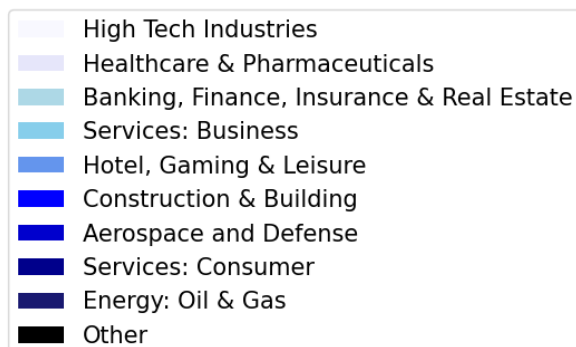 High Tech Industries
Healthcare & Pharmaceuticals
Banking, Finance, Insurance & Real Estate
Services: Business
Hotel, Gaming & Leisure
Construction & Building
Aerospace and Defense
Services: Consumer
Energy: Oil & Gas
Other